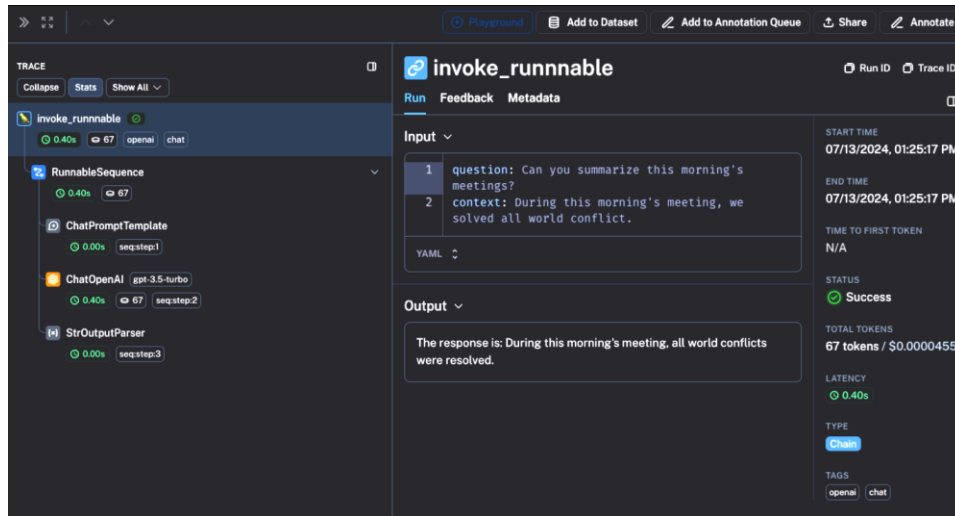 Playground
Add to Dataset
Add to Annotation Queue
Share
Annotate
TRACE
Collapse
Stats
Show All
invoke_runnnable
0.40s
67
openai
chat
RunnableSequence
0.40s
67
ChatPromptTemplate
0.00s
seq:step:1
ChatOpenAI
gpt-3.5-turbo
0.40s
67
seq:step:2
StrOutputParser
0.00s
seq:step:3
invoke_runnnable
Run ID
Trace ID
Run
Feedback
Metadata
Input
1
question: Can you summarize this morning's
meetings?
2
context: During this morning's meeting, we
solved all world conflict.
YAML
Output
The response is: During this morning's meeting, all world conflicts
were resolved.
START TIME
07/13/2024, 01:25:17 PM
END TIME
07/13/2024, 01:25:17 PM
TIME TO FIRST TOKEN
N/A
STATUS
Success
TOTAL TOKENS
67 tokens / $0.0000455
LATENCY
0.40s
TYPE
Chain
TAGS
openai
chat